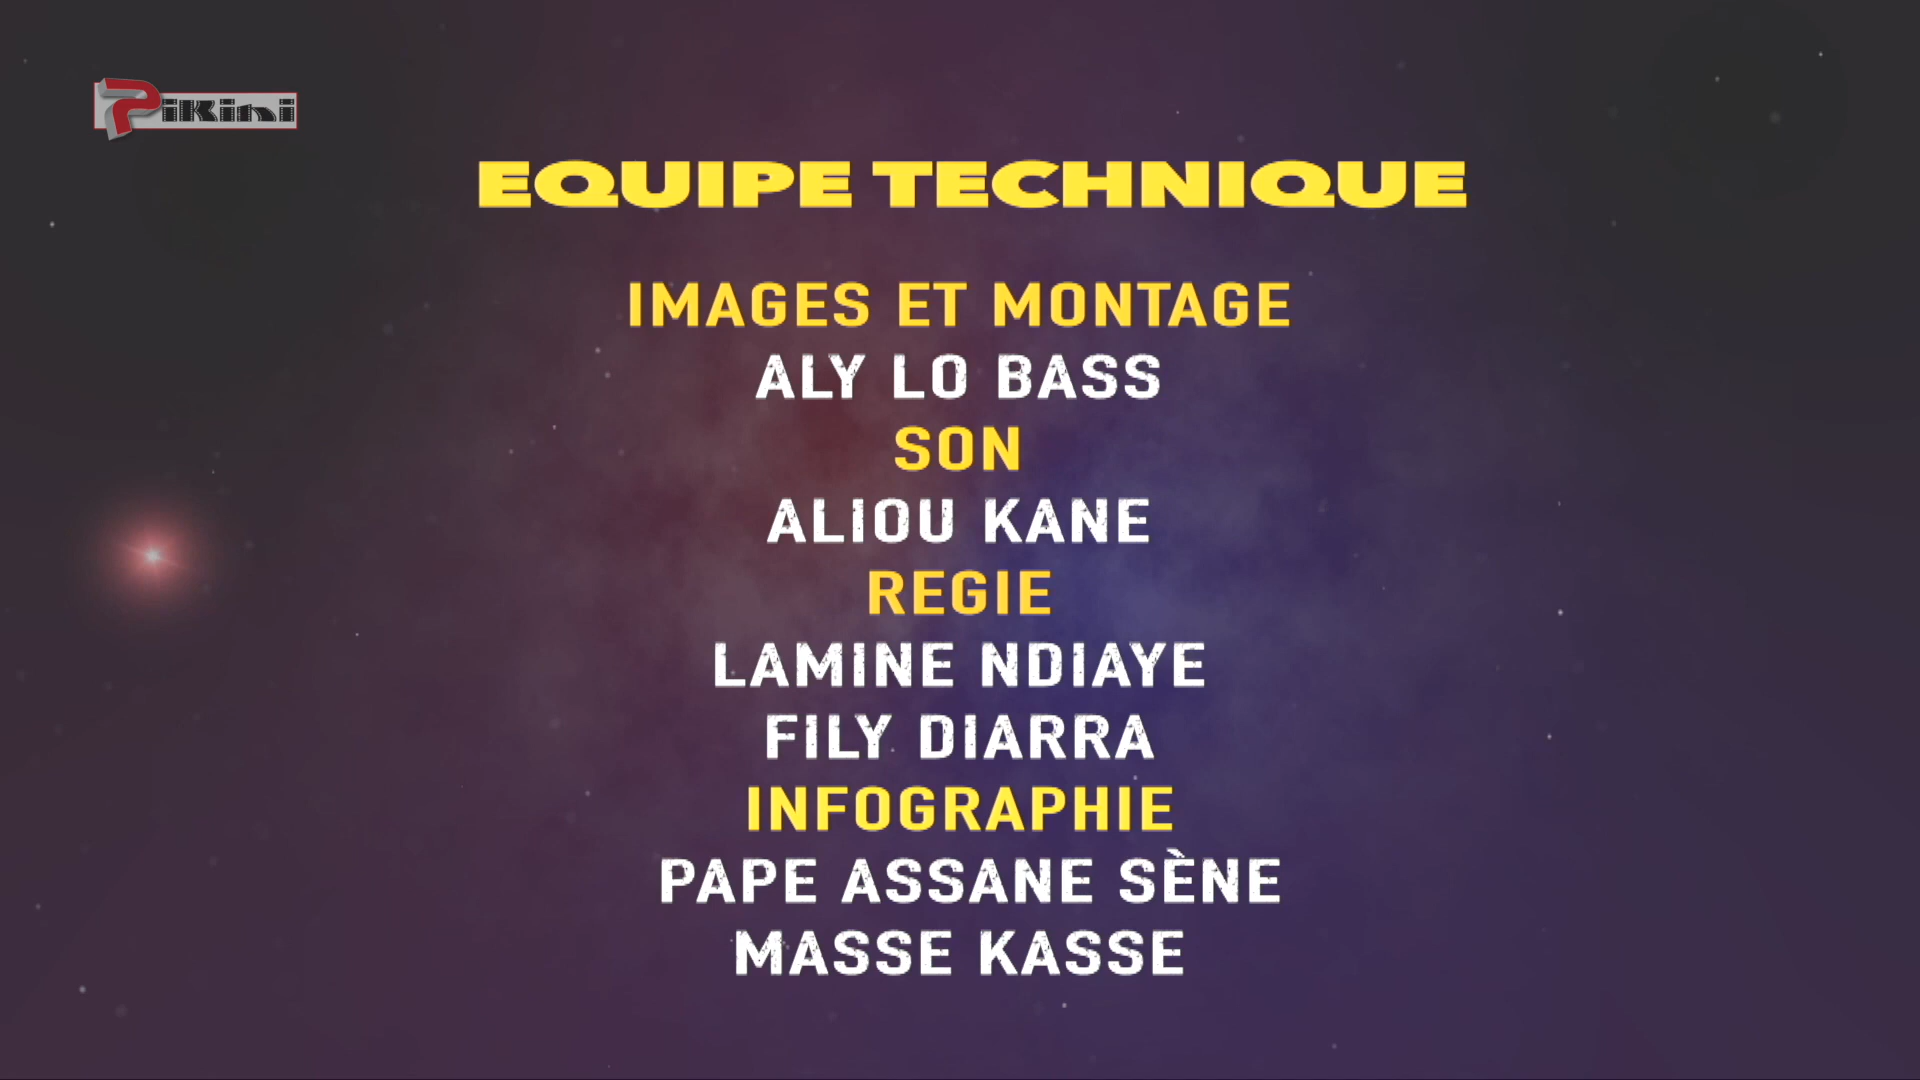 PiKini
EQUIPE TECHNIQUE
IMAGES ET MONTAGE
ALY LO BASS
SON
ALIOU KANE
REGIE
LAMINE NDIAYE
FILY DIARRA
INFOGRAPHIE
PAPE ASSANE SÈNE
MASSE KASSE